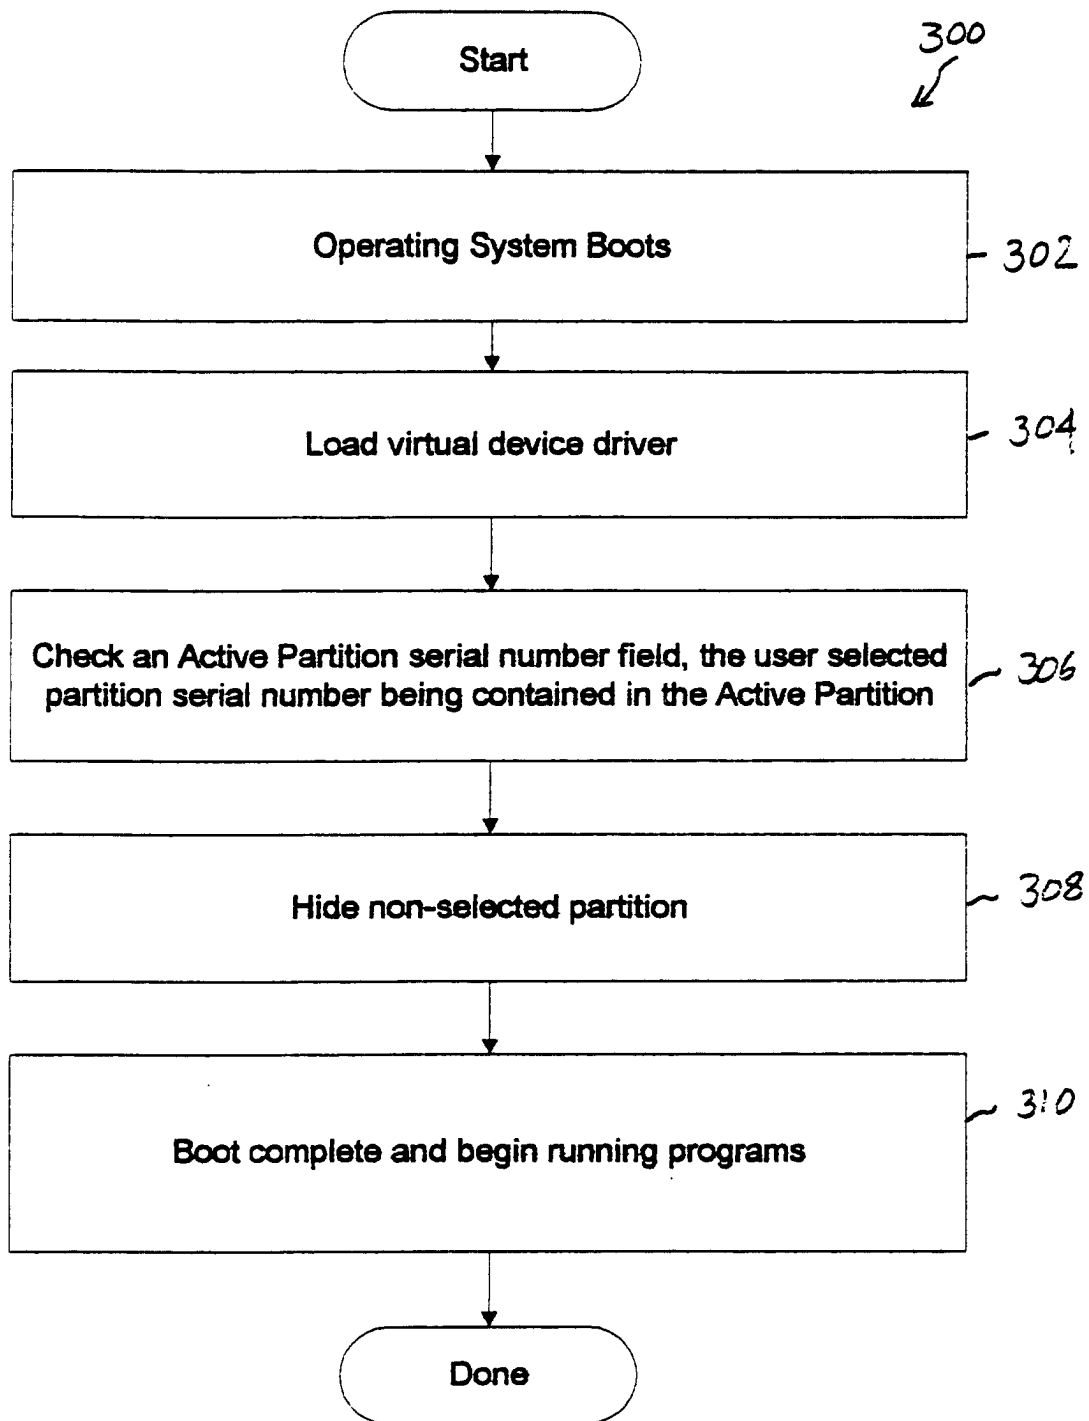 Start
300
Operating System Boots
302
Load virtual device driver
304
Check an Active Partition serial number field, the user selected
partition serial number being contained in the Active Partition
306
Hide non-selected partition
308
Boot complete and begin running programs
310
Done